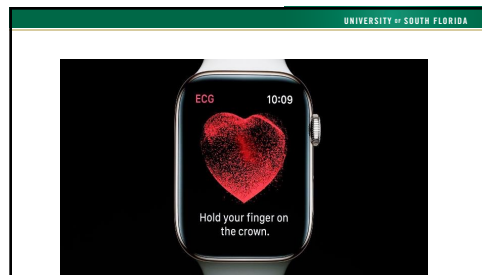 UNIVERSITY OF SOUTH FLORIDA
ECG 10:09
Hold your finger on
the crown.